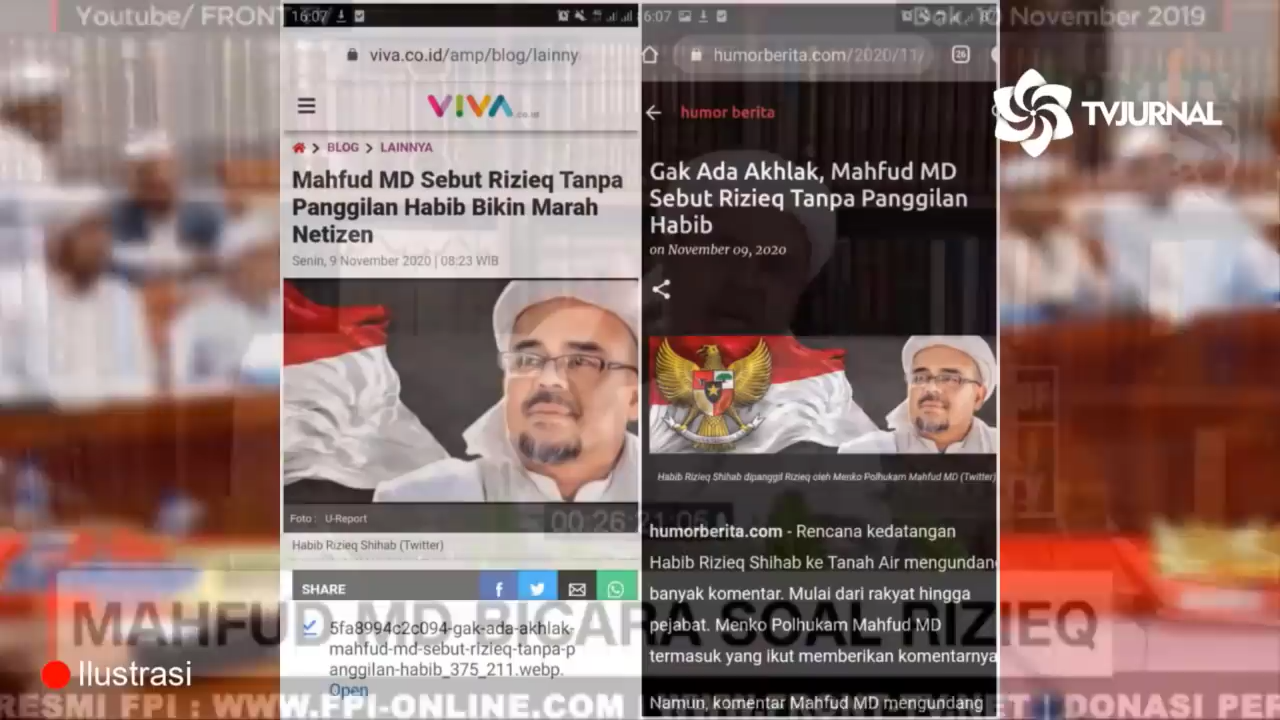 Youtube/ FRONT TV
10 November 2019
TVJURNAL
16:07
viva.co.id/amp/blog/lainny
VIVA.co.id
BLOG > LAINNYA
Mahfud MD Sebut Rizieq Tanpa
Panggilan Habib Bikin Marah
Netizen
Senin, 9 November 2020 | 08:23 WIB
Foto : U-Report
Habib Rizieq Shihab (Twitter)
SHARE
5fa8994c2c094-gak-ada-akhlak-
mahfud-md-sebut-rizieq-tanpa-p
anggilan-habib_375_211.webp.
Open
6:07
humorberita.com/2020/11/
26
humor berita
Gak Ada Akhlak, Mahfud MD
Sebut Rizieq Tanpa Panggilan
Habib
on November 09, 2020
Habib Rizieq Shihab dipanggil Rizieq oleh Menko Polhukam Mahfud MD (Twitter)
00:26:21:05
humorberita.com - Rencana kedatangan
Habib Rizieq Shihab ke Tanah Air mengundan
banyak komentar. Mulai dari rakyat hingga
pejabat. Menko Polhukam Mahfud MD
termasuk yang ikut memberikan komentarnya
Namun, komentar Mahfud MD mengundang
MAHFUD MD BICARA SOAL RIZIEQ
Ilustrasi
RESMI FPI : WWW.FPI-ONLINE.COM | DONASI PER